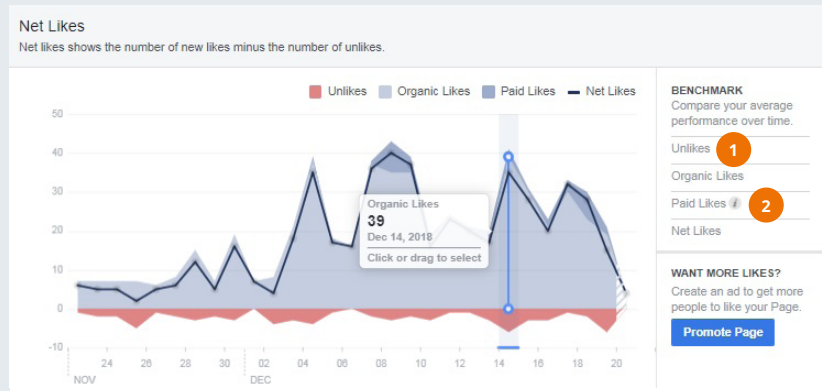 Net Likes
Net likes shows the number of new likes minus the number of unlikes.
Unlikes Organic Likes Paid Likes Net Likes
50
40
30
20
10
0
-10
Organic Likes
39
Dec 14, 2018
Click or drag to select
24 26 28 30 02 04 06 08 10 12 14 16 18 20
NOV DEC
BENCHMARK
Compare your average
performance over time.
Unlikes 1
Organic Likes
Paid Likes i 2
Net Likes
WANT MORE LIKES?
Create an ad to get more
people to like your Page.
Promote Page